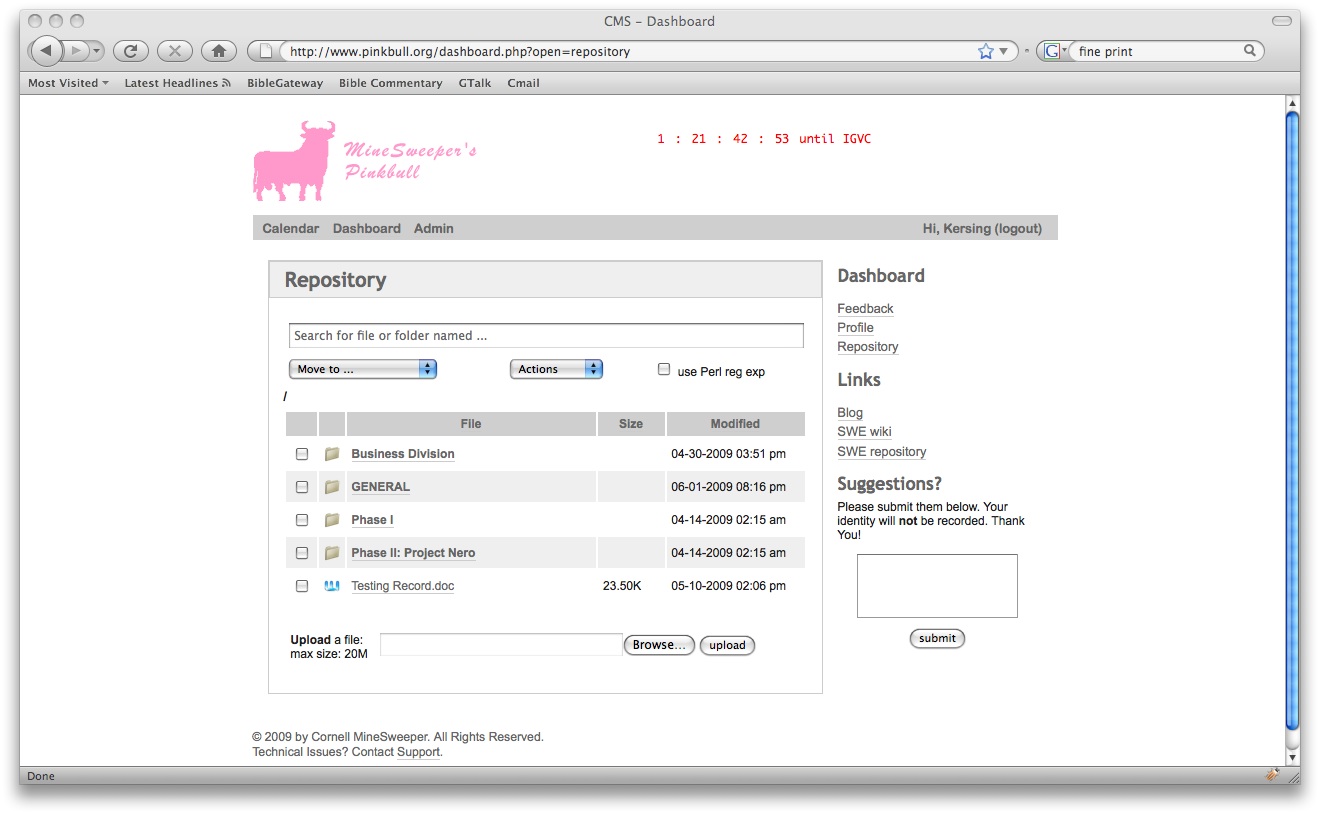 CMS – Dashboard
http://www.pinkbull.org/dashboard.php?open=repository
fine print
Most Visited
Latest Headlines
BibleGateway
Bible Commentary
GTalk
Cmail
MineSweeper's
Pinkbull
1 : 21 : 42 : 53 until IGVC
Calendar Dashboard Admin
Hi, Kersing (logout)
Repository
Search for file or folder named ...
Move to ...
Actions
use Perl reg exp
/
File Size Modified
Business Division 04-30-2009 03:51 pm
GENERAL 06-01-2009 08:16 pm
Phase I 04-14-2009 02:15 am
Phase II: Project Nero 04-14-2009 02:15 am
Testing Record.doc 23.50K 05-10-2009 02:06 pm
Upload a file:
max size: 20M
Browse...
upload
Dashboard
Feedback
Profile
Repository
Links
Blog
SWE wiki
SWE repository
Suggestions?
Please submit them below. Your
identity will not be recorded. Thank
You!
submit
© 2009 by Cornell MineSweeper. All Rights Reserved.
Technical Issues? Contact Support.
Done